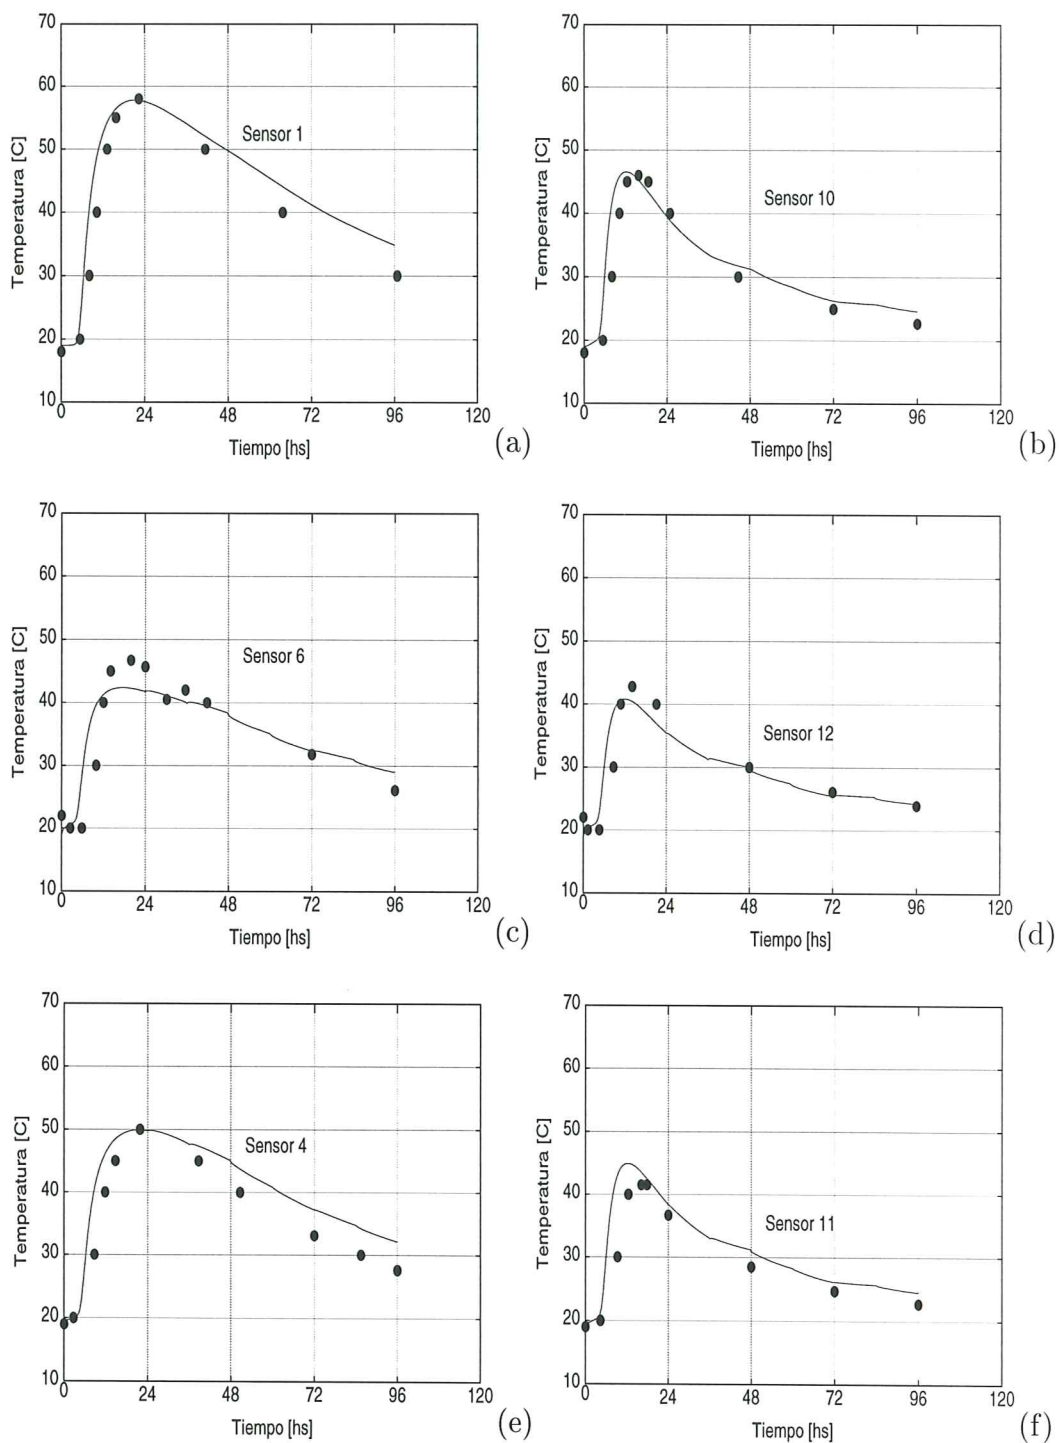 70
60
50
40
30
20
10
Temperatura [C]
Sensor 1
0 24 48 72 96 120
Tiempo [hs]
(a)
70
60
50
40
30
20
10
Temperatura [C]
Sensor 10
0 24 48 72 96 120
Tiempo [hs]
(b)
70
60
50
40
30
20
10
Temperatura [C]
Sensor 6
0 24 48 72 96 120
Tiempo [hs]
(c)
70
60
50
40
30
20
10
Temperatura [C]
Sensor 12
0 24 48 72 96 120
Tiempo [hs]
(d)
70
60
50
40
30
20
10
Temperatura [C]
Sensor 4
0 24 48 72 96 120
Tiempo [hs]
(e)
70
60
50
40
30
20
10
Temperatura [C]
Sensor 11
0 24 48 72 96 120
Tiempo [hs]
(f)